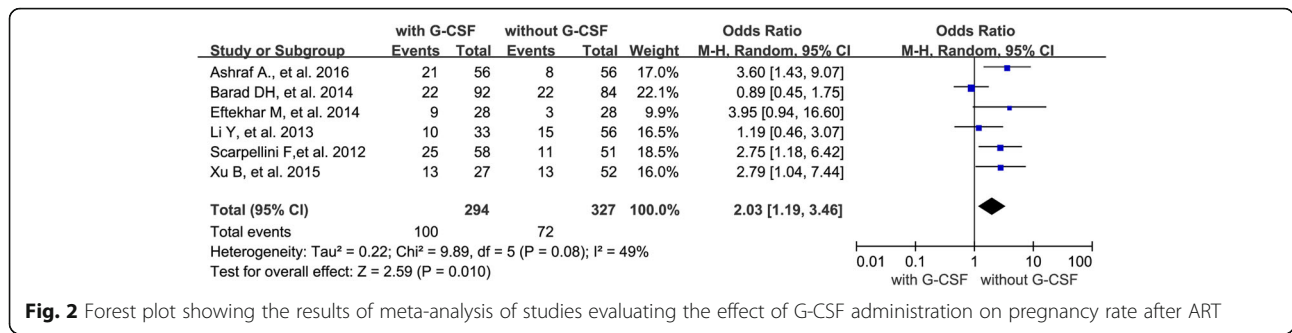 with G-CSF without G-CSF Odds Ratio Odds Ratio
Study or Subgroup Events Total Events Total Weight M-H, Random, 95% CI M-H, Random, 95% CI
Ashraf A., et al. 2016 21 56 8 56 17.0% 3.60 [1.43, 9.07]
Barad DH, et al. 2014 22 92 22 84 22.1% 0.89 [0.45, 1.75]
Eftekhar M, et al. 2014 9 28 3 28 9.9% 3.95 [0.94, 16.60]
Li Y, et al. 2013 10 33 15 56 16.5% 1.19 [0.46, 3.07]
Scarpellini F,et al. 2012 25 58 11 51 18.5% 2.75 [1.18, 6.42]
Xu B, et al. 2015 13 27 13 52 16.0% 2.79 [1.04, 7.44]
Total (95% CI) 294 327 100.0% 2.03 [1.19, 3.46]
Total events 100 72
Heterogeneity: Tau² = 0.22; Chi² = 9.89, df = 5 (P = 0.08); I² = 49%
Test for overall effect: Z = 2.59 (P = 0.010)
0.01 0.1 1 10 100
with G-CSF without G-CSF
Fig. 2 Forest plot showing the results of meta-analysis of studies evaluating the effect of G-CSF administration on pregnancy rate after ART